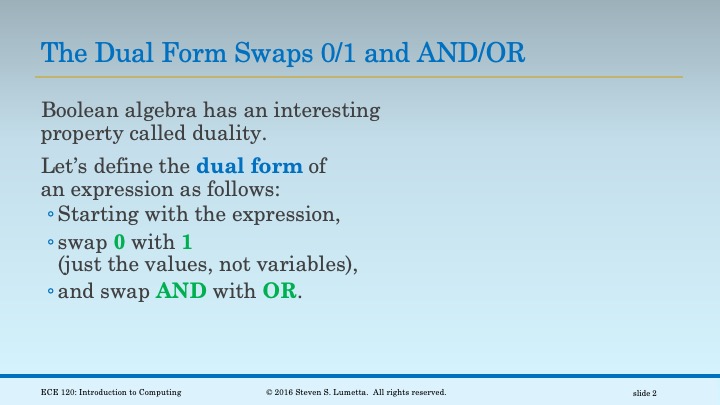 The Dual Form Swaps 0/1 and AND/OR
Boolean algebra has an interesting
property called duality.
Let’s define the dual form of
an expression as follows:
◦Starting with the expression,
◦swap 0 with 1
(just the values, not variables),
◦and swap AND with OR.
ECE 120: Introduction to Computing
© 2016 Steven S. Lumetta. All rights reserved.
slide 2